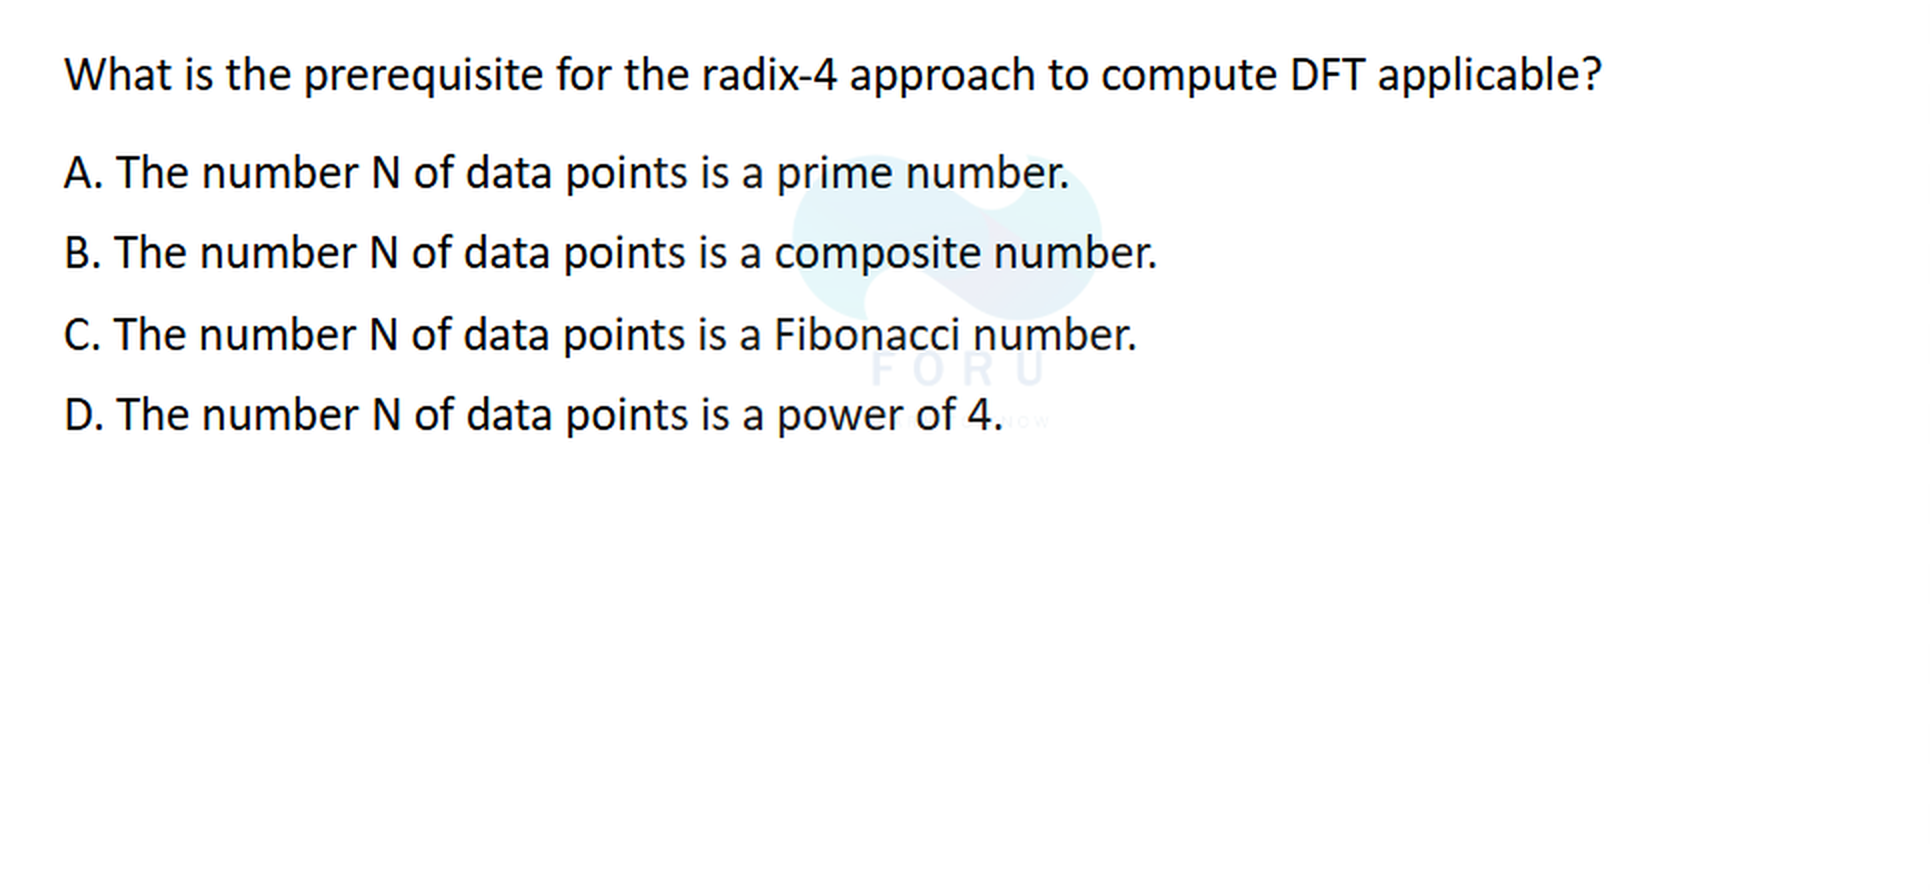 What is the prerequisite for the radix-4 approach to compute DFT applicable?
A. The number N of data points is a prime number.
B. The number N of data points is a composite number.
C. The number N of data points is a Fibonacci number.
FORU
D. The number N of data points is a power of 4.